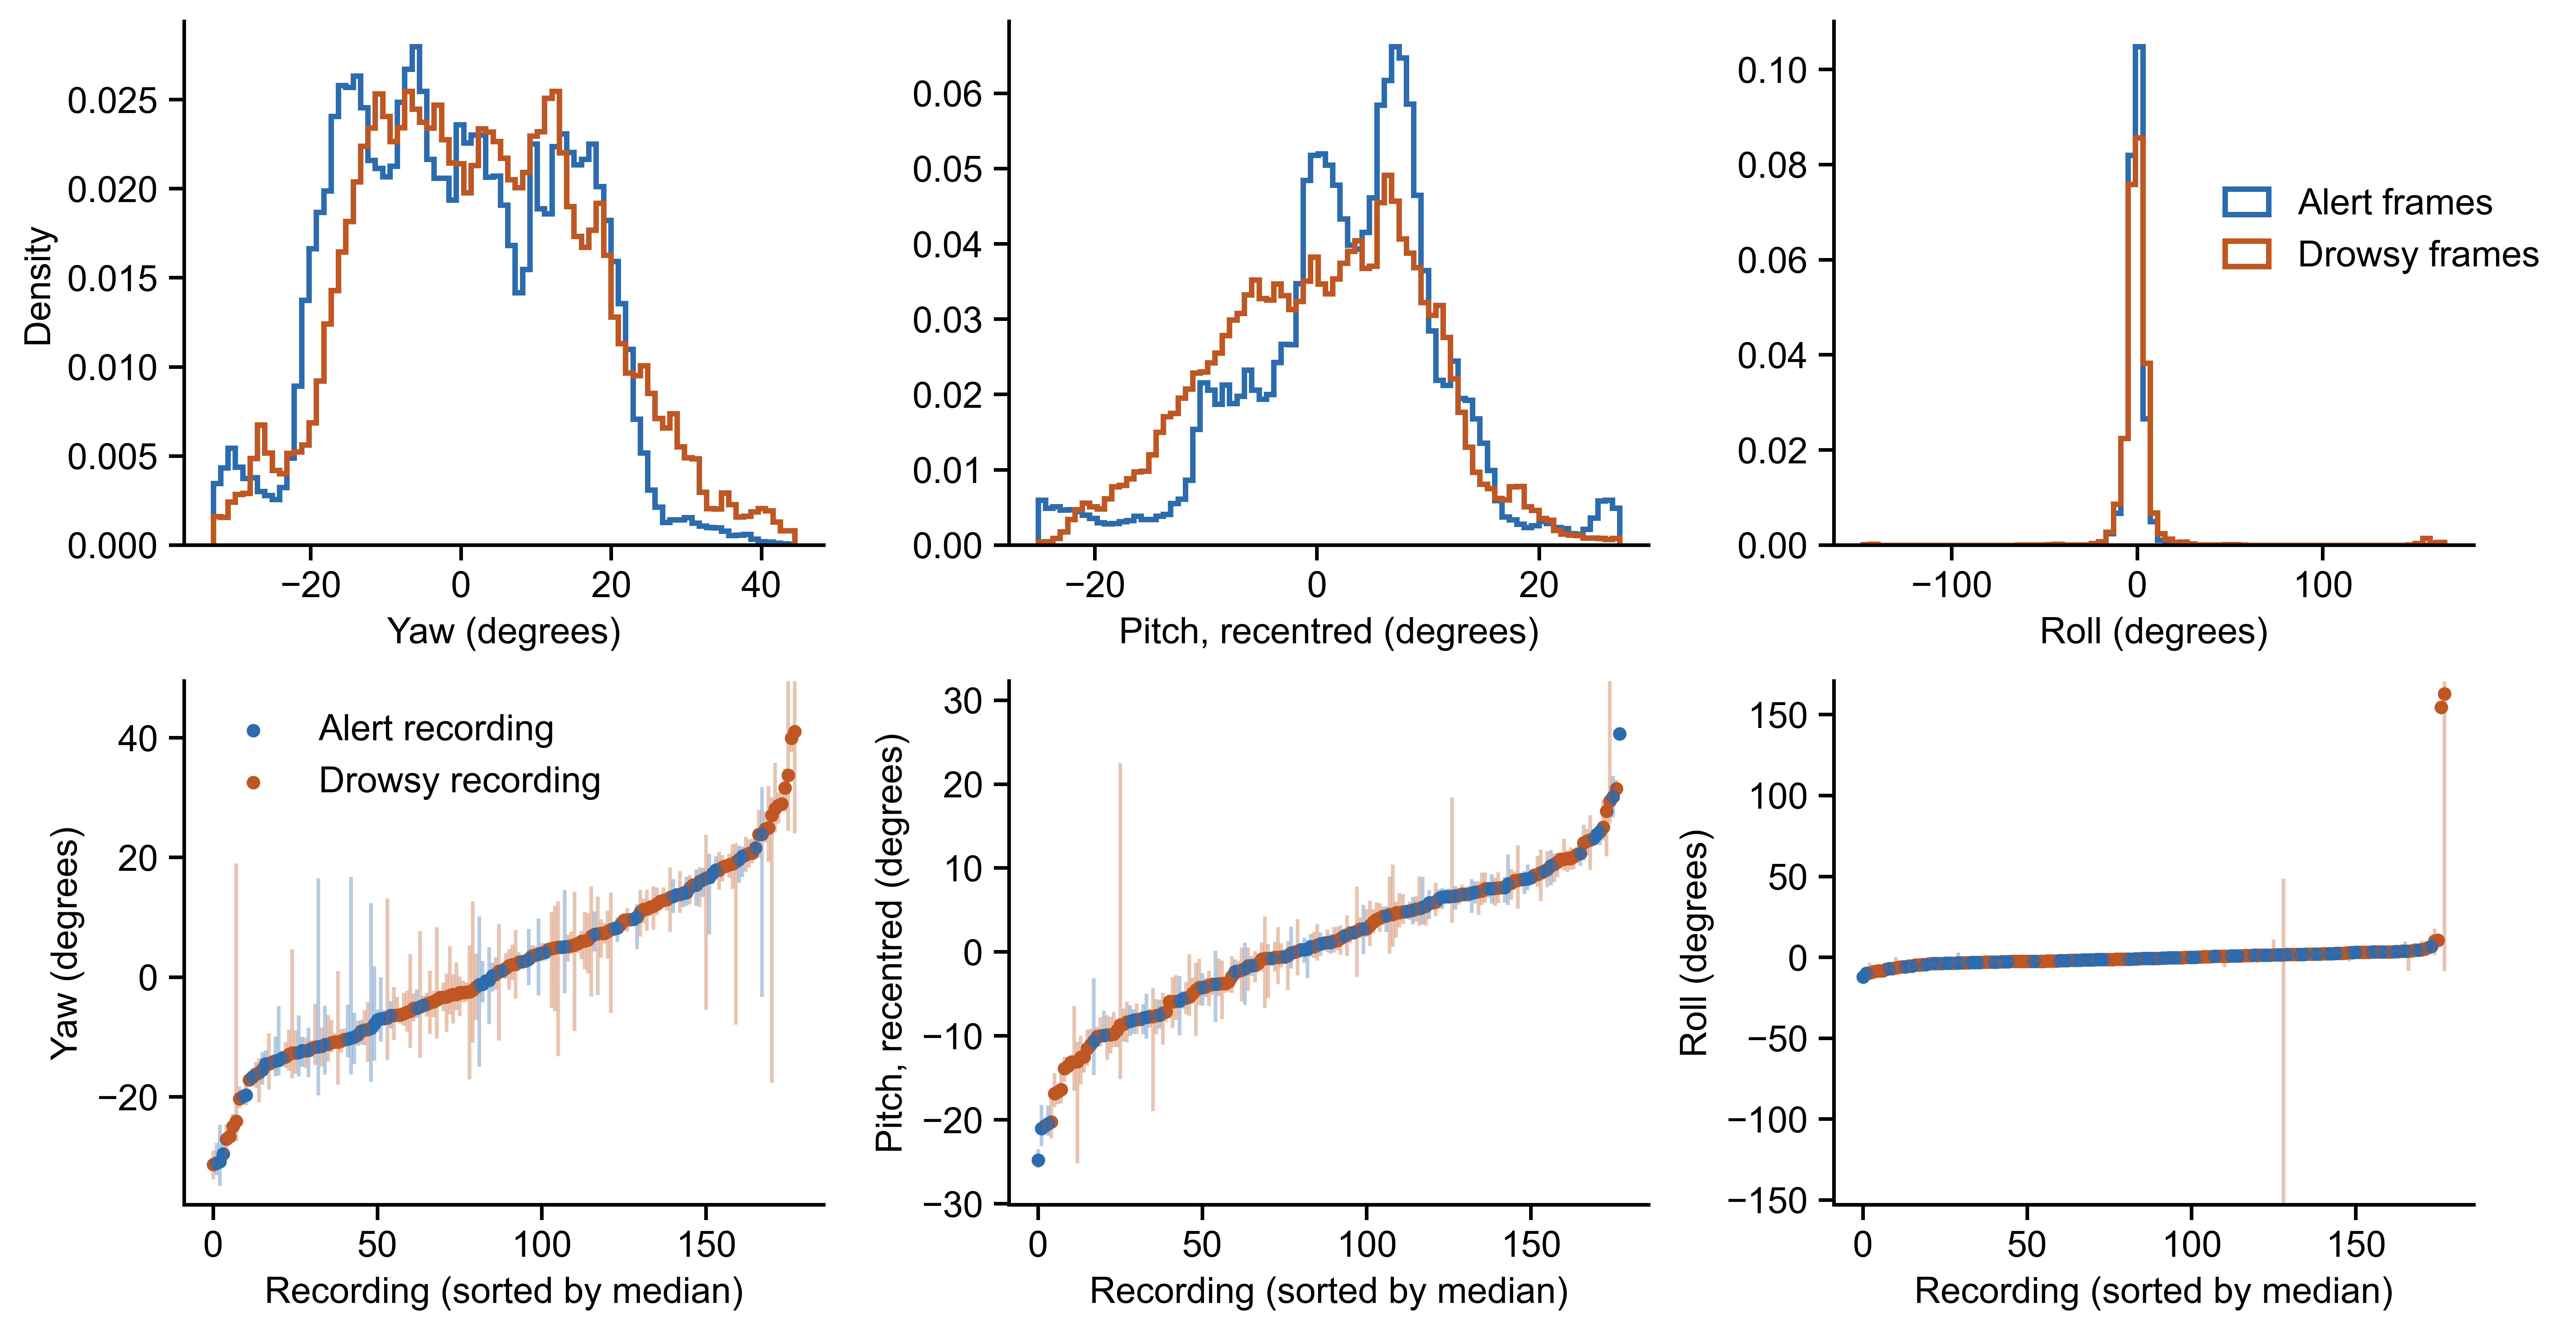 Density
0.025
0.020
0.015
0.010
0.005
0.000
−20 0 20 40
Yaw (degrees)
0.06
0.05
0.04
0.03
0.02
0.01
0.00
−20 0 20
Pitch, recentred (degrees)
0.10
0.08
0.06
0.04
0.02
0.00
−100 0 100
Roll (degrees)
Alert frames
Drowsy frames
Yaw (degrees)
40
20
0
−20
0 50 100 150
Recording (sorted by median)
Alert recording
Drowsy recording
Pitch, recentred (degrees)
30
20
10
0
−10
−20
−30
0 50 100 150
Recording (sorted by median)
Roll (degrees)
150
100
50
0
−50
−100
−150
0 50 100 150
Recording (sorted by median)